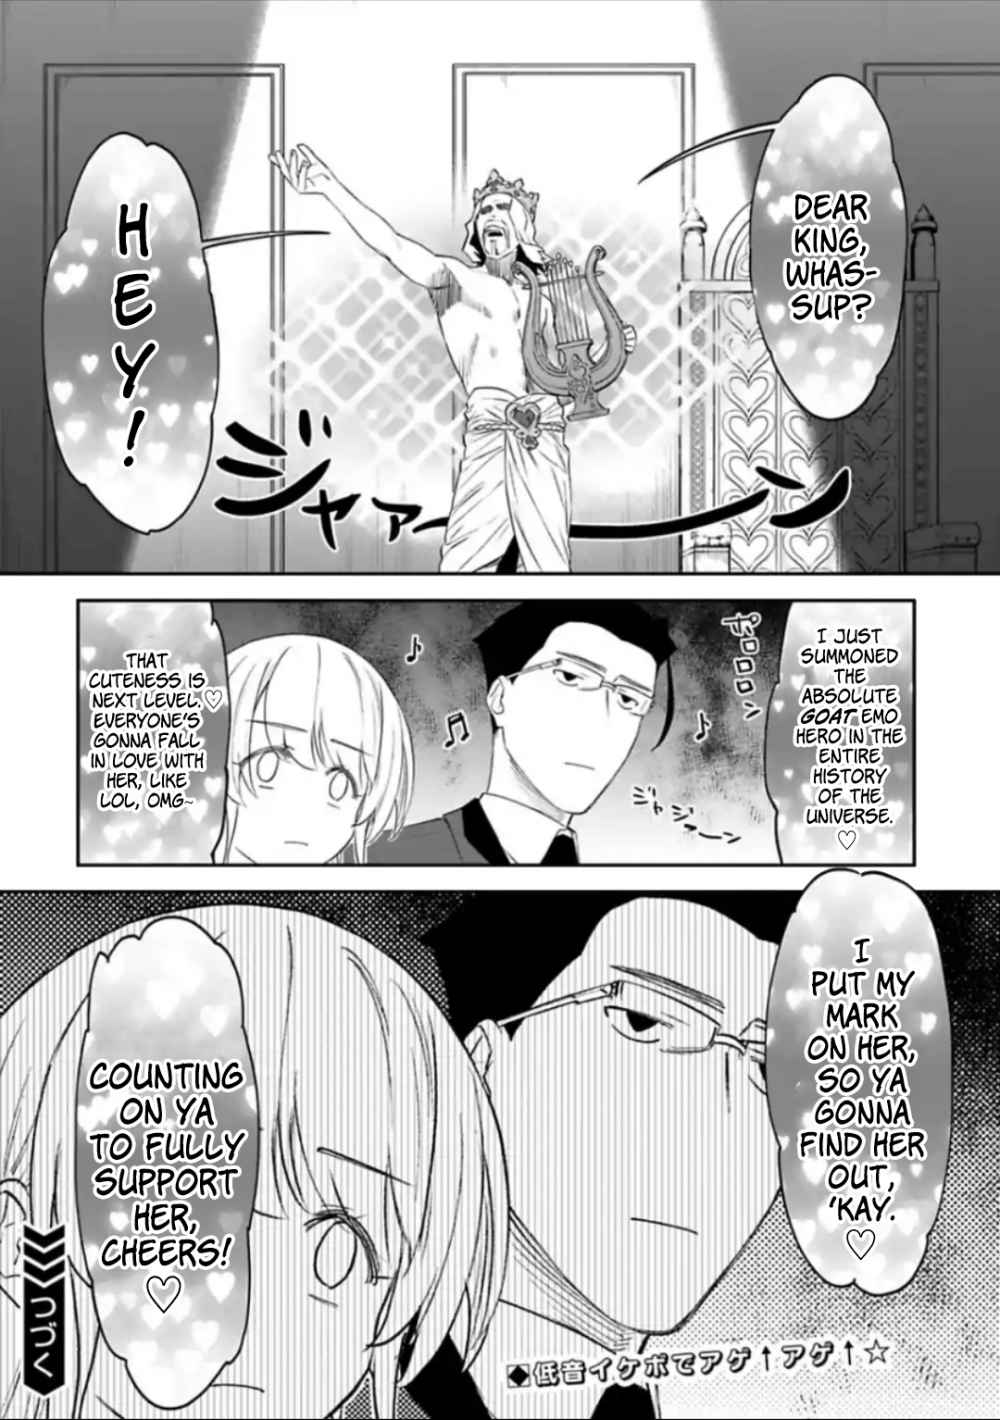 DEAR
KING,
WHAS-
SUP?
HEY!
ジャァーーン
I JUST
SUMMONED
THE
ABSOLUTE
GOAT EMO
HERO IN THE
ENTIRE
HISTORY
OF THE
UNIVERSE.
♡
ポロロロン
♪
♫
ジャジャァーン
THAT
CUTENESS IS
NEXT LEVEL.♡
EVERYONE'S
GONNA FALL
IN LOVE WITH
HER, LIKE
LOL, OMG~
I
PUT MY
MARK
ON HER,
SO YA
GONNA
FIND HER
OUT,
'KAY.
♡
COUNTING
ON YA
TO FULLY
SUPPORT
HER,
CHEERS!
♡
◆低音イケボでアゲ↑アゲ↑☆
つづく